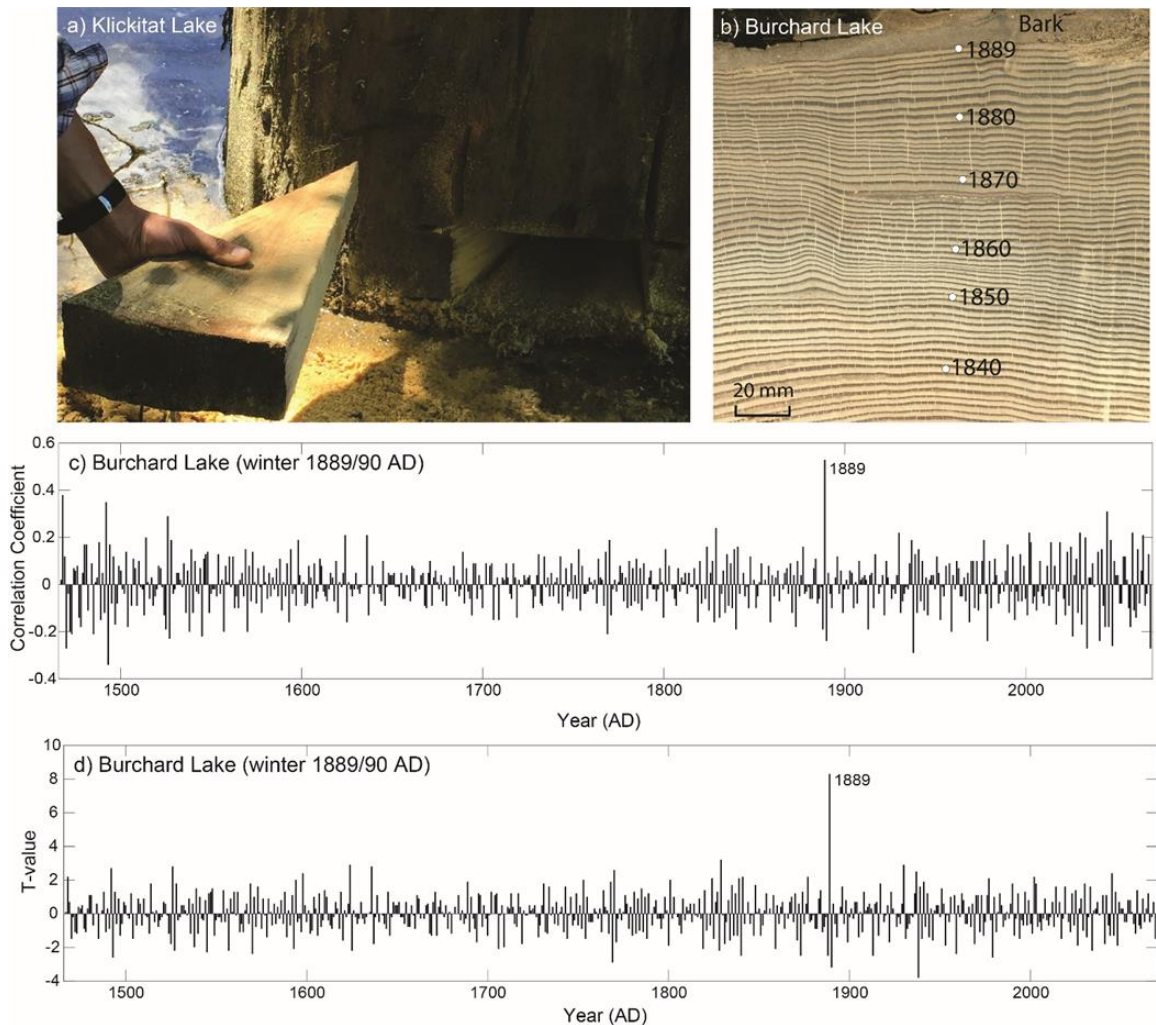 a) Klickitat Lake
b) Burchard Lake
Bark
1889
1880
1870
1860
1850
1840
20 mm
c) Burchard Lake (winter 1889/90 AD)
1889
Correlation Coefficient
0.6
0.4
0.2
0
-0.2
-0.4
1500 1600 1700 1800 1900 2000
Year (AD)
d) Burchard Lake (winter 1889/90 AD)
1889
T-value
10
8
6
4
2
0
-2
-4
1500 1600 1700 1800 1900 2000
Year (AD)